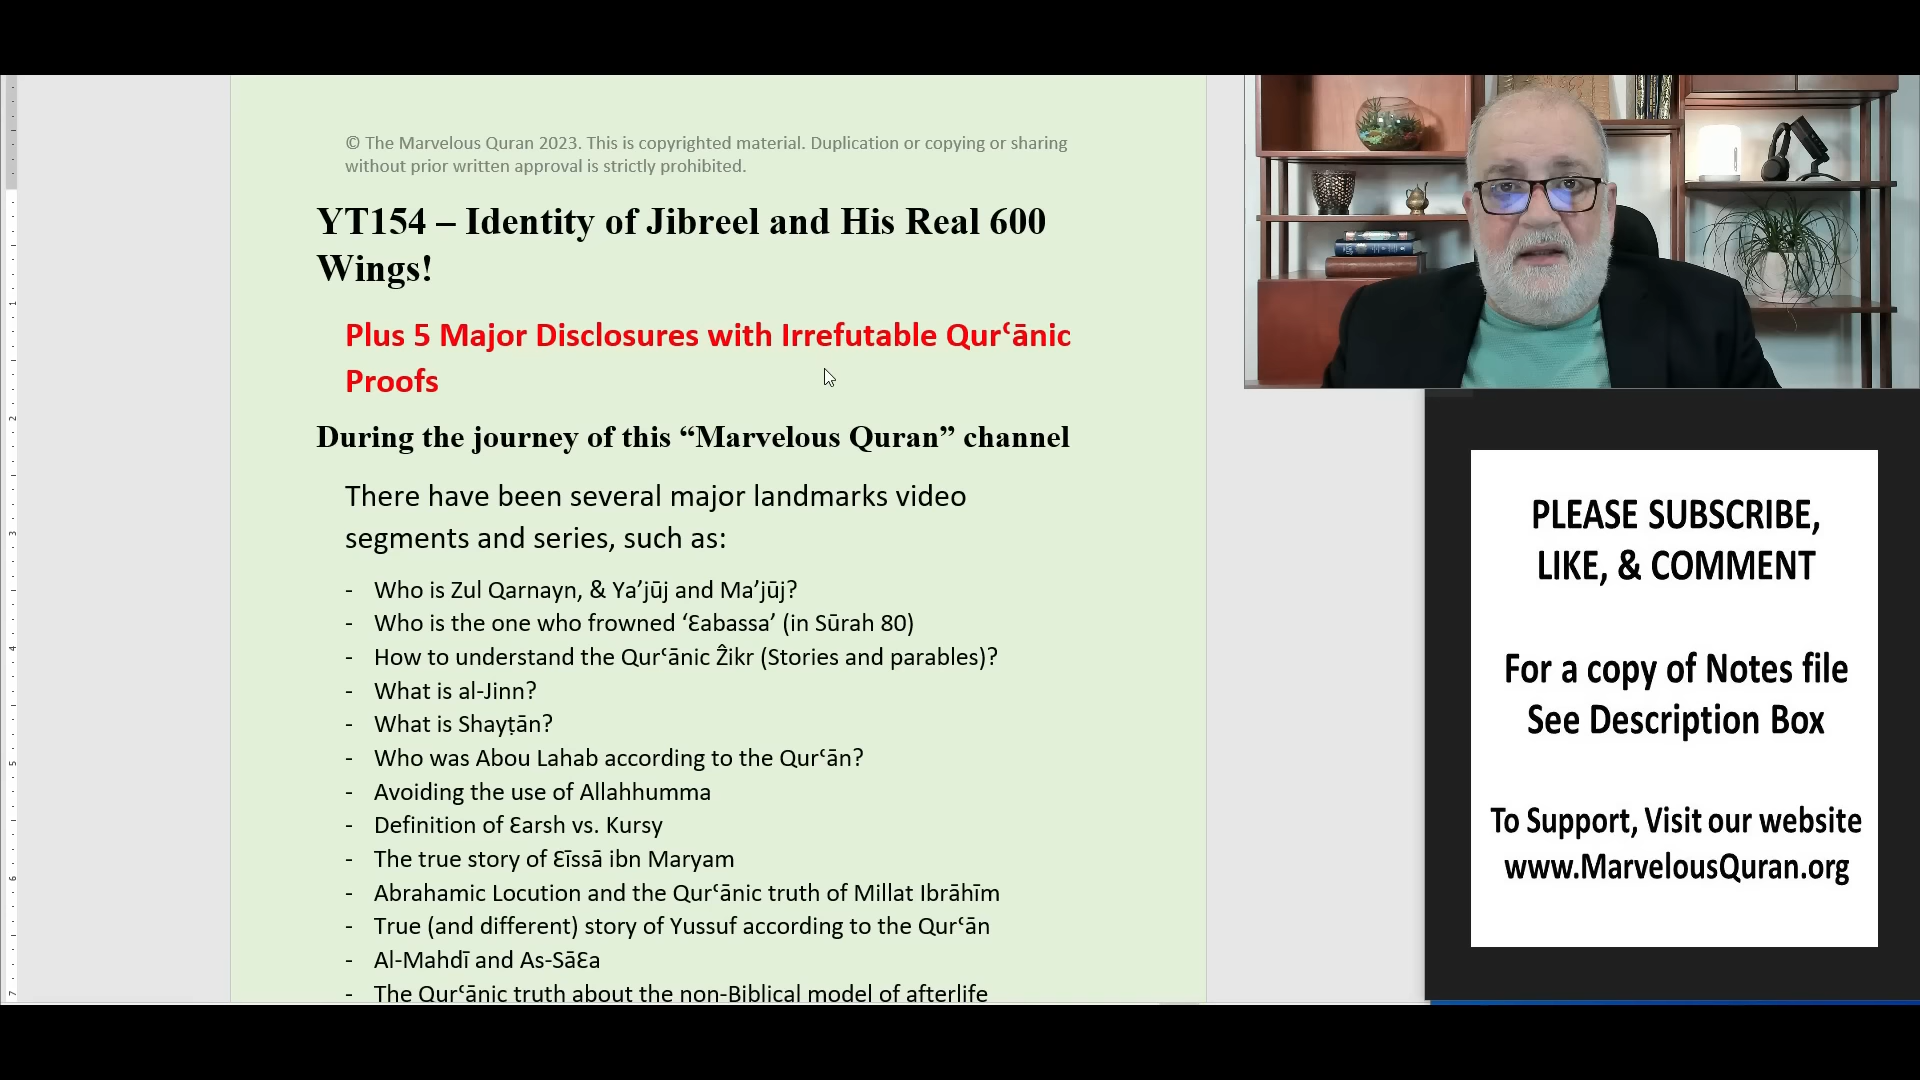 © The Marvelous Quran 2023. This is copyrighted material. Duplication or copying or sharing
without prior written approval is strictly prohibited.
YT154 – Identity of Jibreel and His Real 600
Wings!
Plus 5 Major Disclosures with Irrefutable Qurʿānic
Proofs
During the journey of this “Marvelous Quran” channel
There have been several major landmarks video
segments and series, such as:
- Who is Zul Qarnayn, & Ya’jūj and Ma’jūj?
- Who is the one who frowned ‘Ɛabassa’ (in Sūrah 80)
- How to understand the Qurʿānic Ẑikr (Stories and parables)?
- What is al-Jinn?
- What is Shayṭān?
- Who was Abou Lahab according to the Qurʿān?
- Avoiding the use of Allahhumma
- Definition of Ɛarsh vs. Kursy
- The true story of Ɛīssā ibn Maryam
- Abrahamic Locution and the Qurʿānic truth of Millat Ibrāhīm
- True (and different) story of Yussuf according to the Qurʿān
- Al-Mahdī and As-SāƐa
- The Qurʿānic truth about the non-Biblical model of afterlife
1
2
3
4
5
6
7
PLEASE SUBSCRIBE,
LIKE, & COMMENT
For a copy of Notes file
See Description Box
To Support, Visit our website
www.MarvelousQuran.org